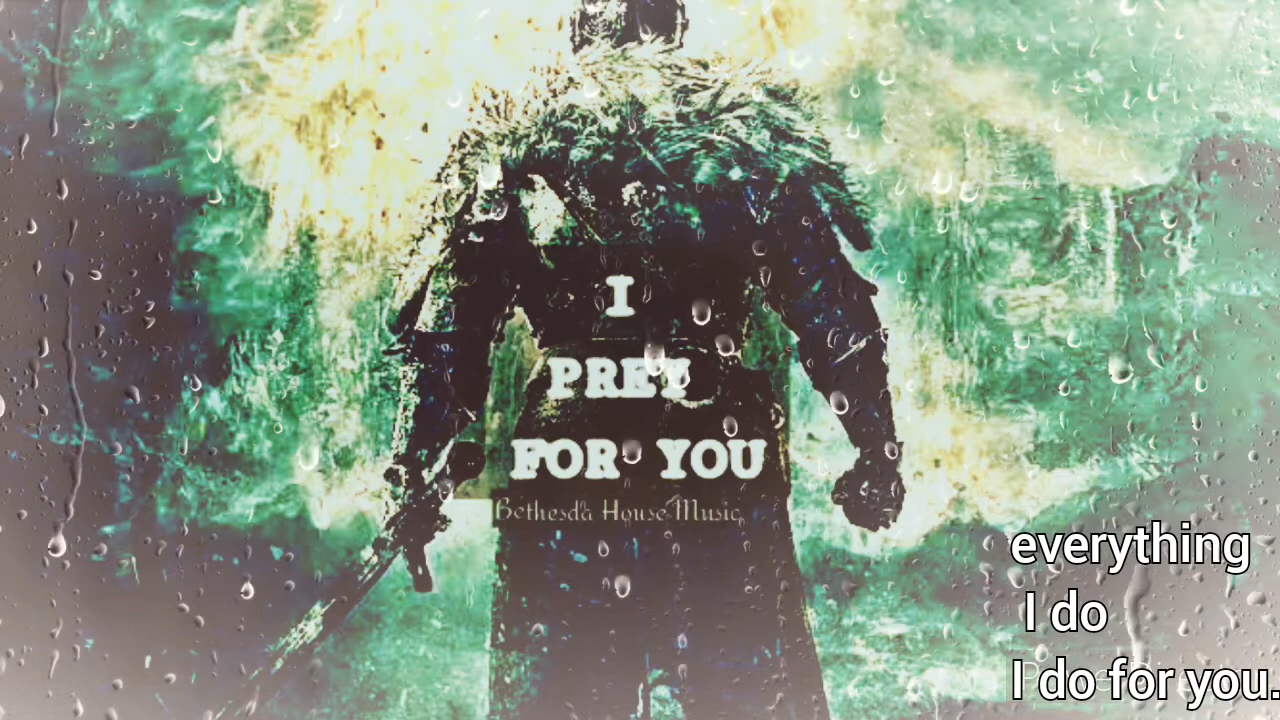 I
PREY
FOR YOU
Bethesda House Music
everything
I do
I do for you.